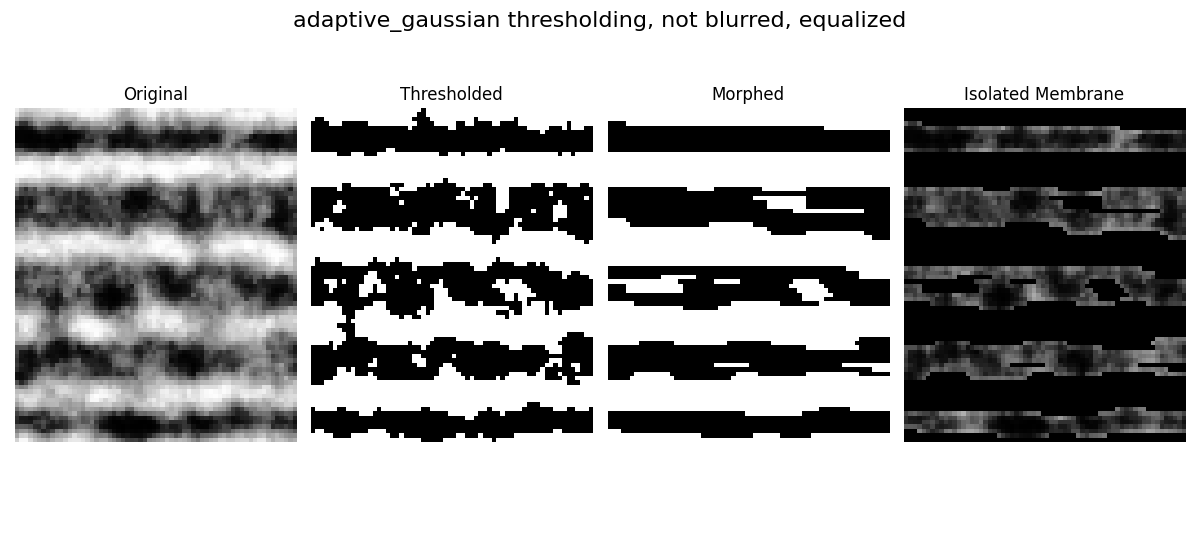 adaptive_gaussian thresholding, not blurred, equalized
Original
Thresholded
Morphed
Isolated Membrane